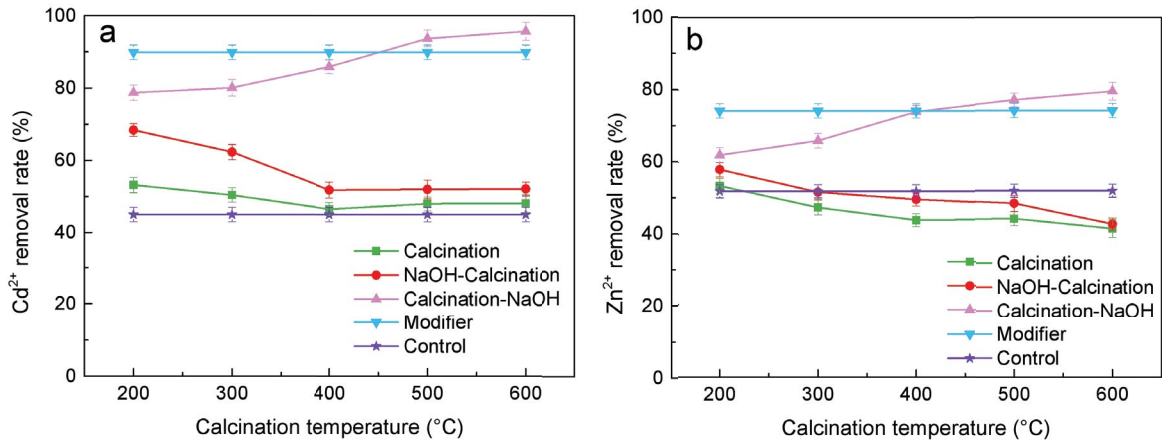 a
Cd²⁺ removal rate (%)
100
80
60
40
20
0
Calcination
NaOH-Calcination
Calcination-NaOH
Modifier
Control
200 300 400 500 600
Calcination temperature (°C)
b
Zn²⁺ removal rate (%)
100
80
60
40
20
0
Calcination
NaOH-Calcination
Calcination-NaOH
Modifier
Control
200 300 400 500 600
Calcination temperature (°C)